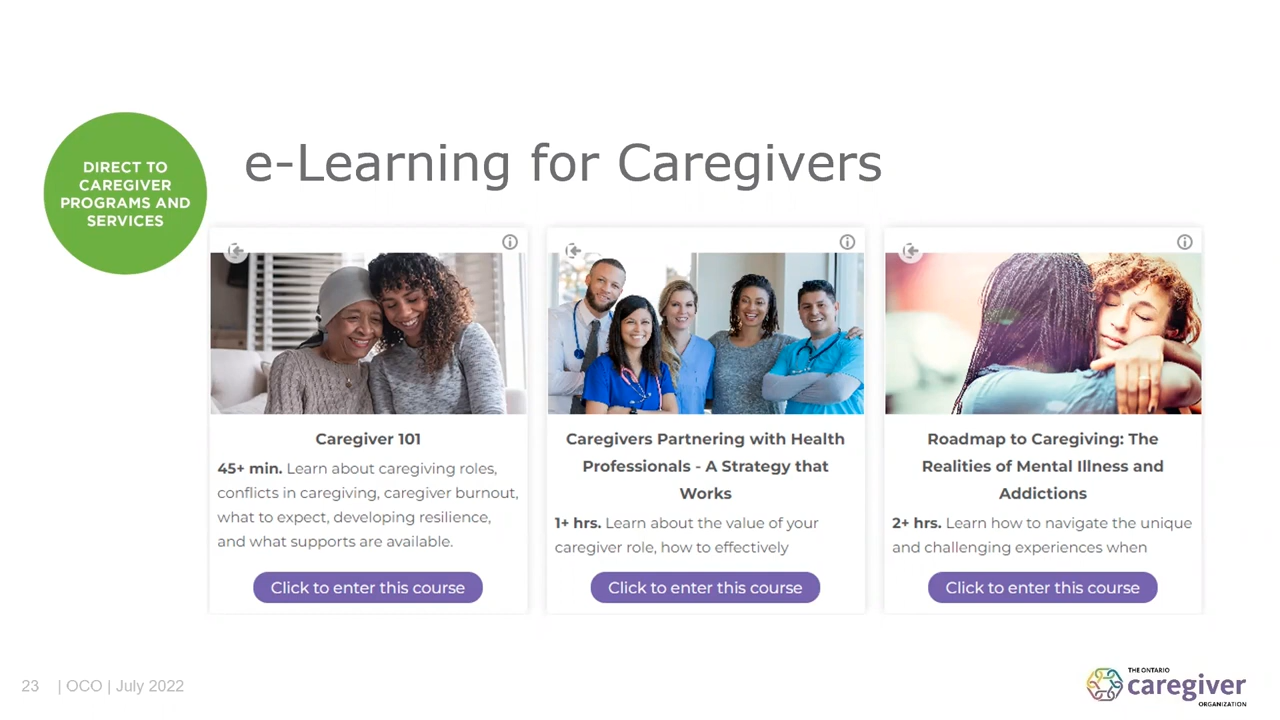 DIRECT TO
CAREGIVER
PROGRAMS AND
SERVICES
e-Learning for Caregivers
Caregiver 101
45+ min. Learn about caregiving roles,
conflicts in caregiving, caregiver burnout,
what to expect, developing resilience,
and what supports are available.
Click to enter this course
Caregivers Partnering with Health
Professionals - A Strategy that
Works
1+ hrs. Learn about the value of your
caregiver role, how to effectively
Click to enter this course
Roadmap to Caregiving: The
Realities of Mental Illness and
Addictions
2+ hrs. Learn how to navigate the unique
and challenging experiences when
Click to enter this course
23 | OCO | July 2022
THE ONTARIO
caregiver
ORGANIZATION